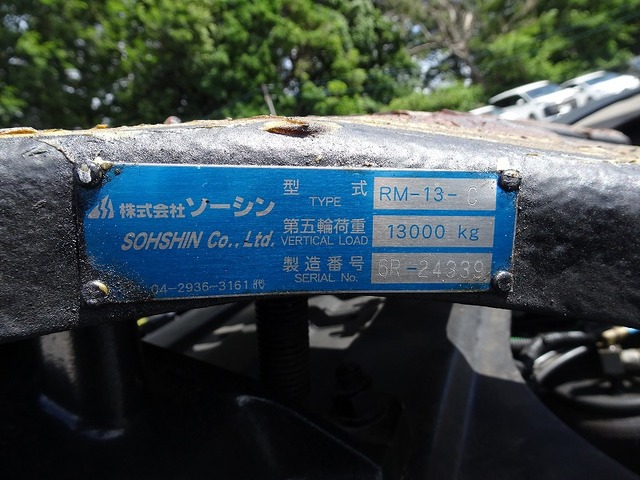 株式会社 ソーシン
SOHSHIN Co., Ltd.
04-2936-3161 代
型 式 RM-13-C
TYPE
第五輪荷重 13000 kg
VERTICAL LOAD
製造番号 6R-24339
SERIAL No.